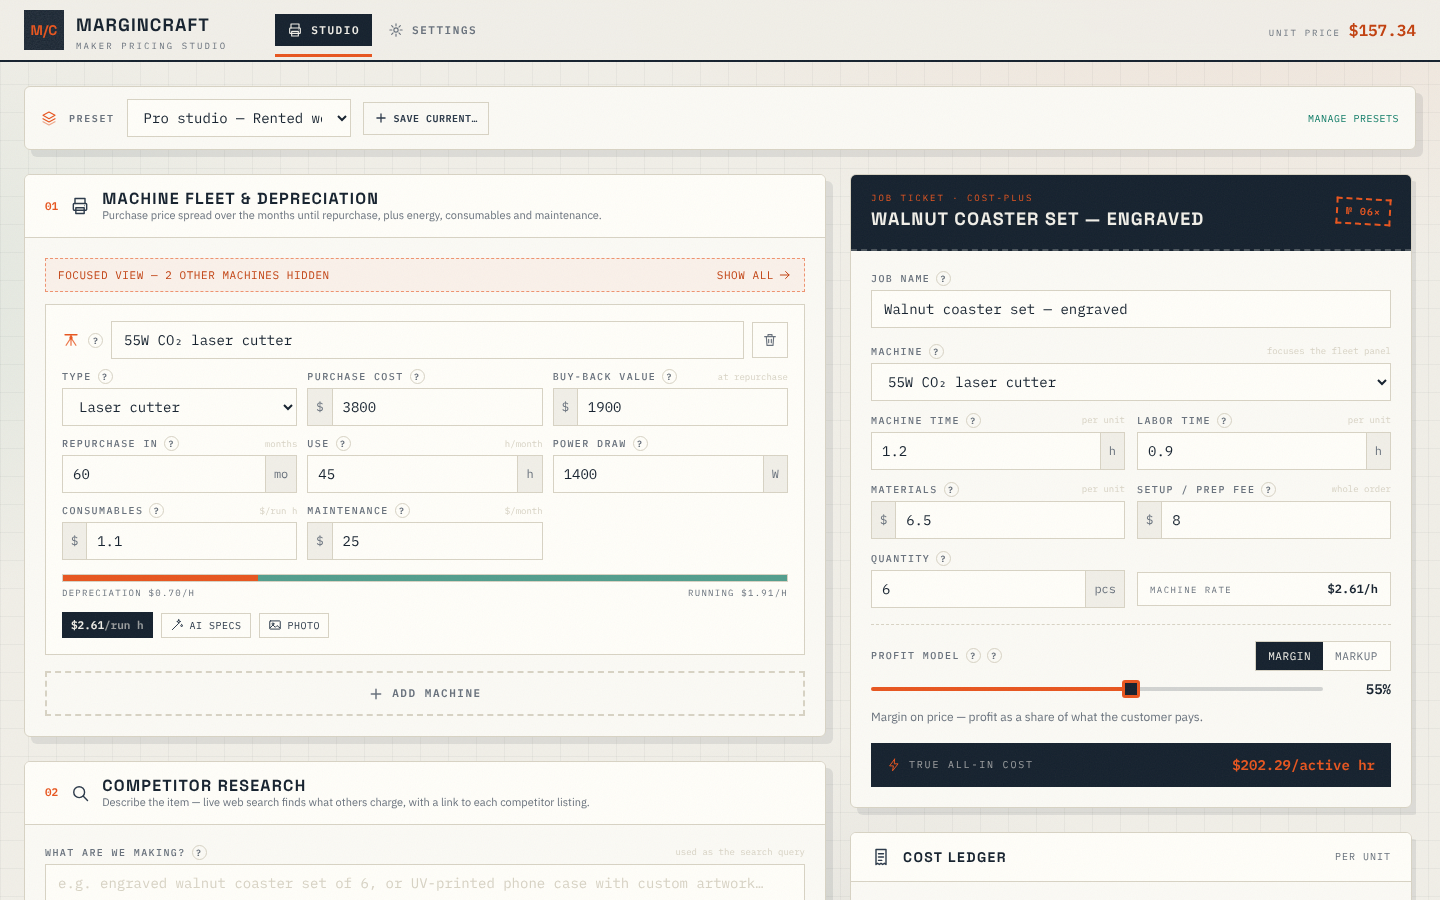 M/C
MARGINCRAFT
MAKER PRICING STUDIO
STUDIO
SETTINGS
UNIT PRICE $157.34
PRESET
Pro studio — Rented w
SAVE CURRENT…
MANAGE PRESETS
01
MACHINE FLEET & DEPRECIATION
Purchase price spread over the months until repurchase, plus energy, consumables and maintenance.
FOCUSED VIEW — 2 OTHER MACHINES HIDDEN
SHOW ALL →
? 55W CO₂ laser cutter
TYPE ?
Laser cutter
PURCHASE COST ?
$ 3800
BUY-BACK VALUE ? at repurchase
$ 1900
REPURCHASE IN ? months
60 mo
USE ? h/month
45 h
POWER DRAW ?
1400 W
CONSUMABLES ? $/run h
$ 1.1
MAINTENANCE ? $/month
$ 25
DEPRECIATION $0.70/H
RUNNING $1.91/H
$2.61/run h
AI SPECS
PHOTO
+ ADD MACHINE
02
COMPETITOR RESEARCH
Describe the item — live web search finds what others charge, with a link to each competitor listing.
WHAT ARE WE MAKING? ? used as the search query
e.g. engraved walnut coaster set of 6, or UV-printed phone case with custom artwork…
JOB TICKET · COST-PLUS
WALNUT COASTER SET — ENGRAVED
№ 06×
JOB NAME ?
Walnut coaster set — engraved
MACHINE ? focuses the fleet panel
55W CO₂ laser cutter
MACHINE TIME ? per unit
1.2 h
LABOR TIME ? per unit
0.9 h
MATERIALS ? per unit
$ 6.5
SETUP / PREP FEE ? whole order
$ 8
QUANTITY ?
6 pcs
MACHINE RATE $2.61/h
PROFIT MODEL ? ?
MARGIN MARKUP
55%
Margin on price — profit as a share of what the customer pays.
TRUE ALL-IN COST
$202.29/active hr
COST LEDGER
PER UNIT